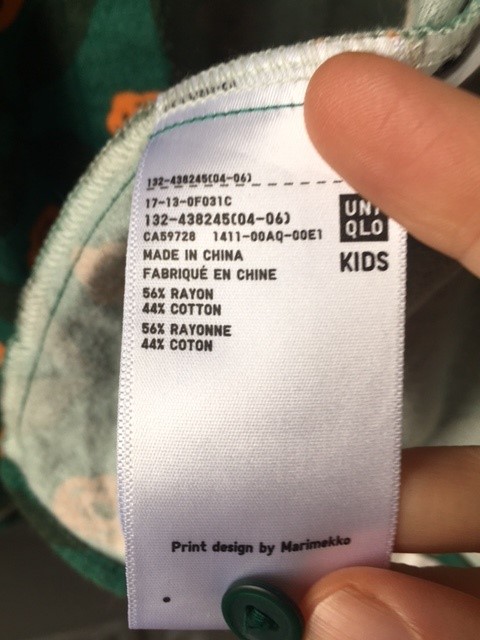 132-438245(04-06)
17-13-0F031C
132-438245(04-06)
CA59728 1411-00AQ-00E1
MADE IN CHINA
FABRIQUÉ EN CHINE
56% RAYON
44% COTTON
56% RAYONNE
44% COTON
UNI
QLO
KIDS
Print design by Marimekko